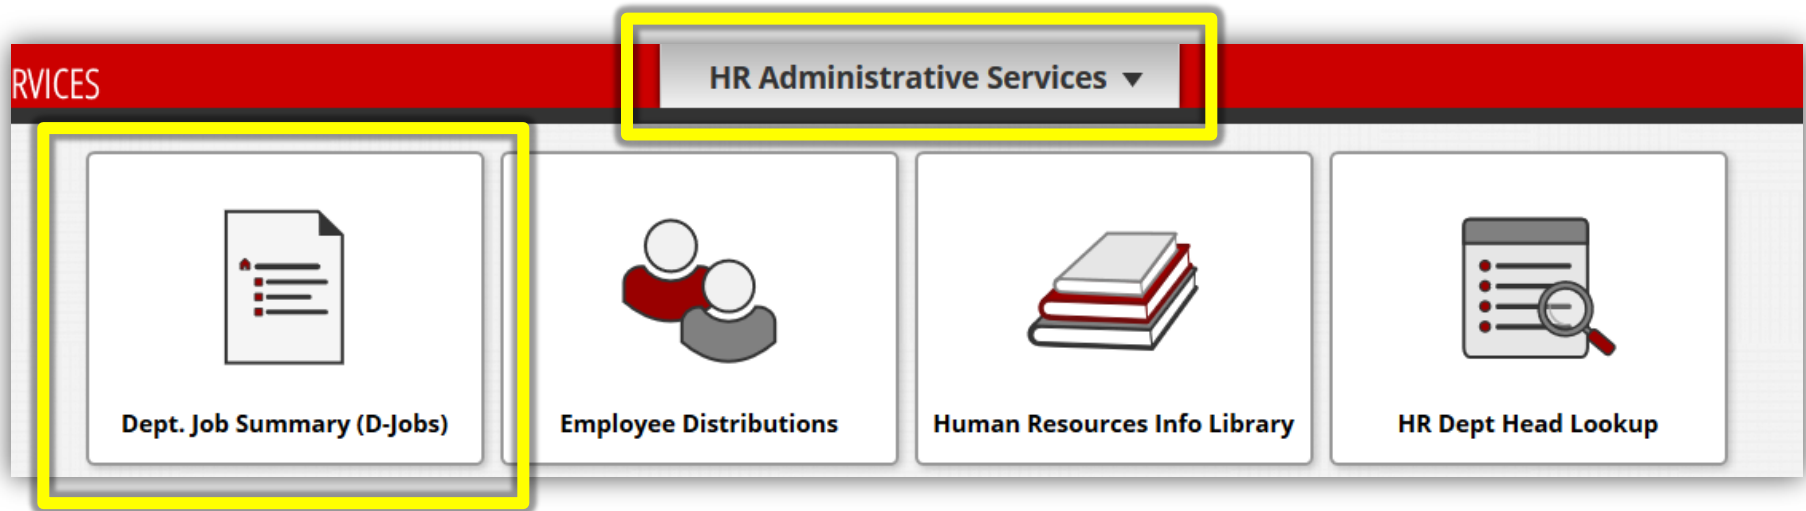 RVICES
HR Administrative Services
Dept. Job Summary (D-Jobs)
Employee Distributions
Human Resources Info Library
HR Dept Head Lookup